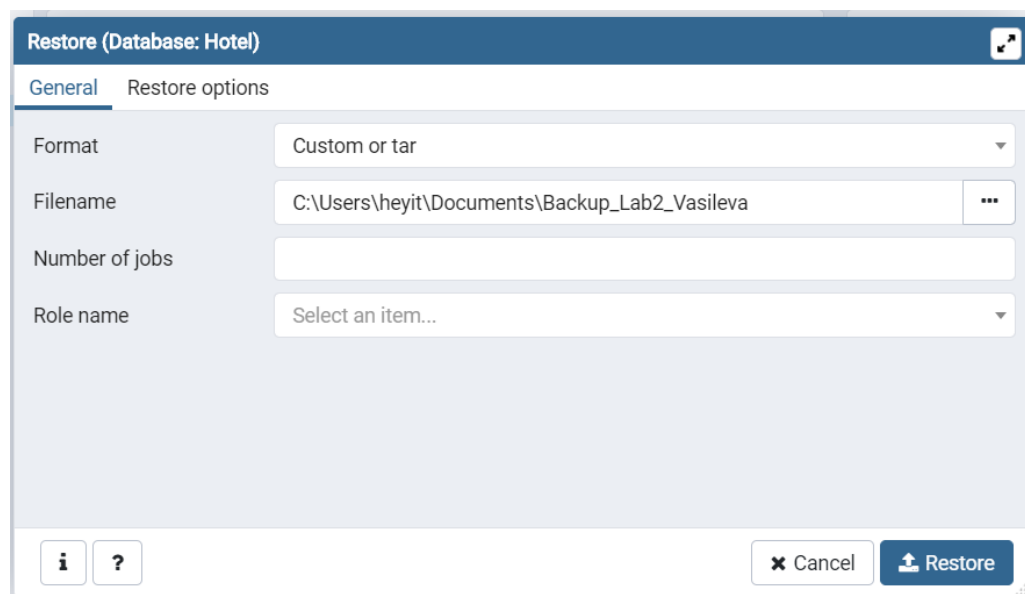 Restore (Database: Hotel)
General Restore options
Format Custom or tar
Filename C:\Users\heyit\Documents\Backup_Lab2_Vasileva ...
Number of jobs
Role name Select an item...
i ? Cancel Restore